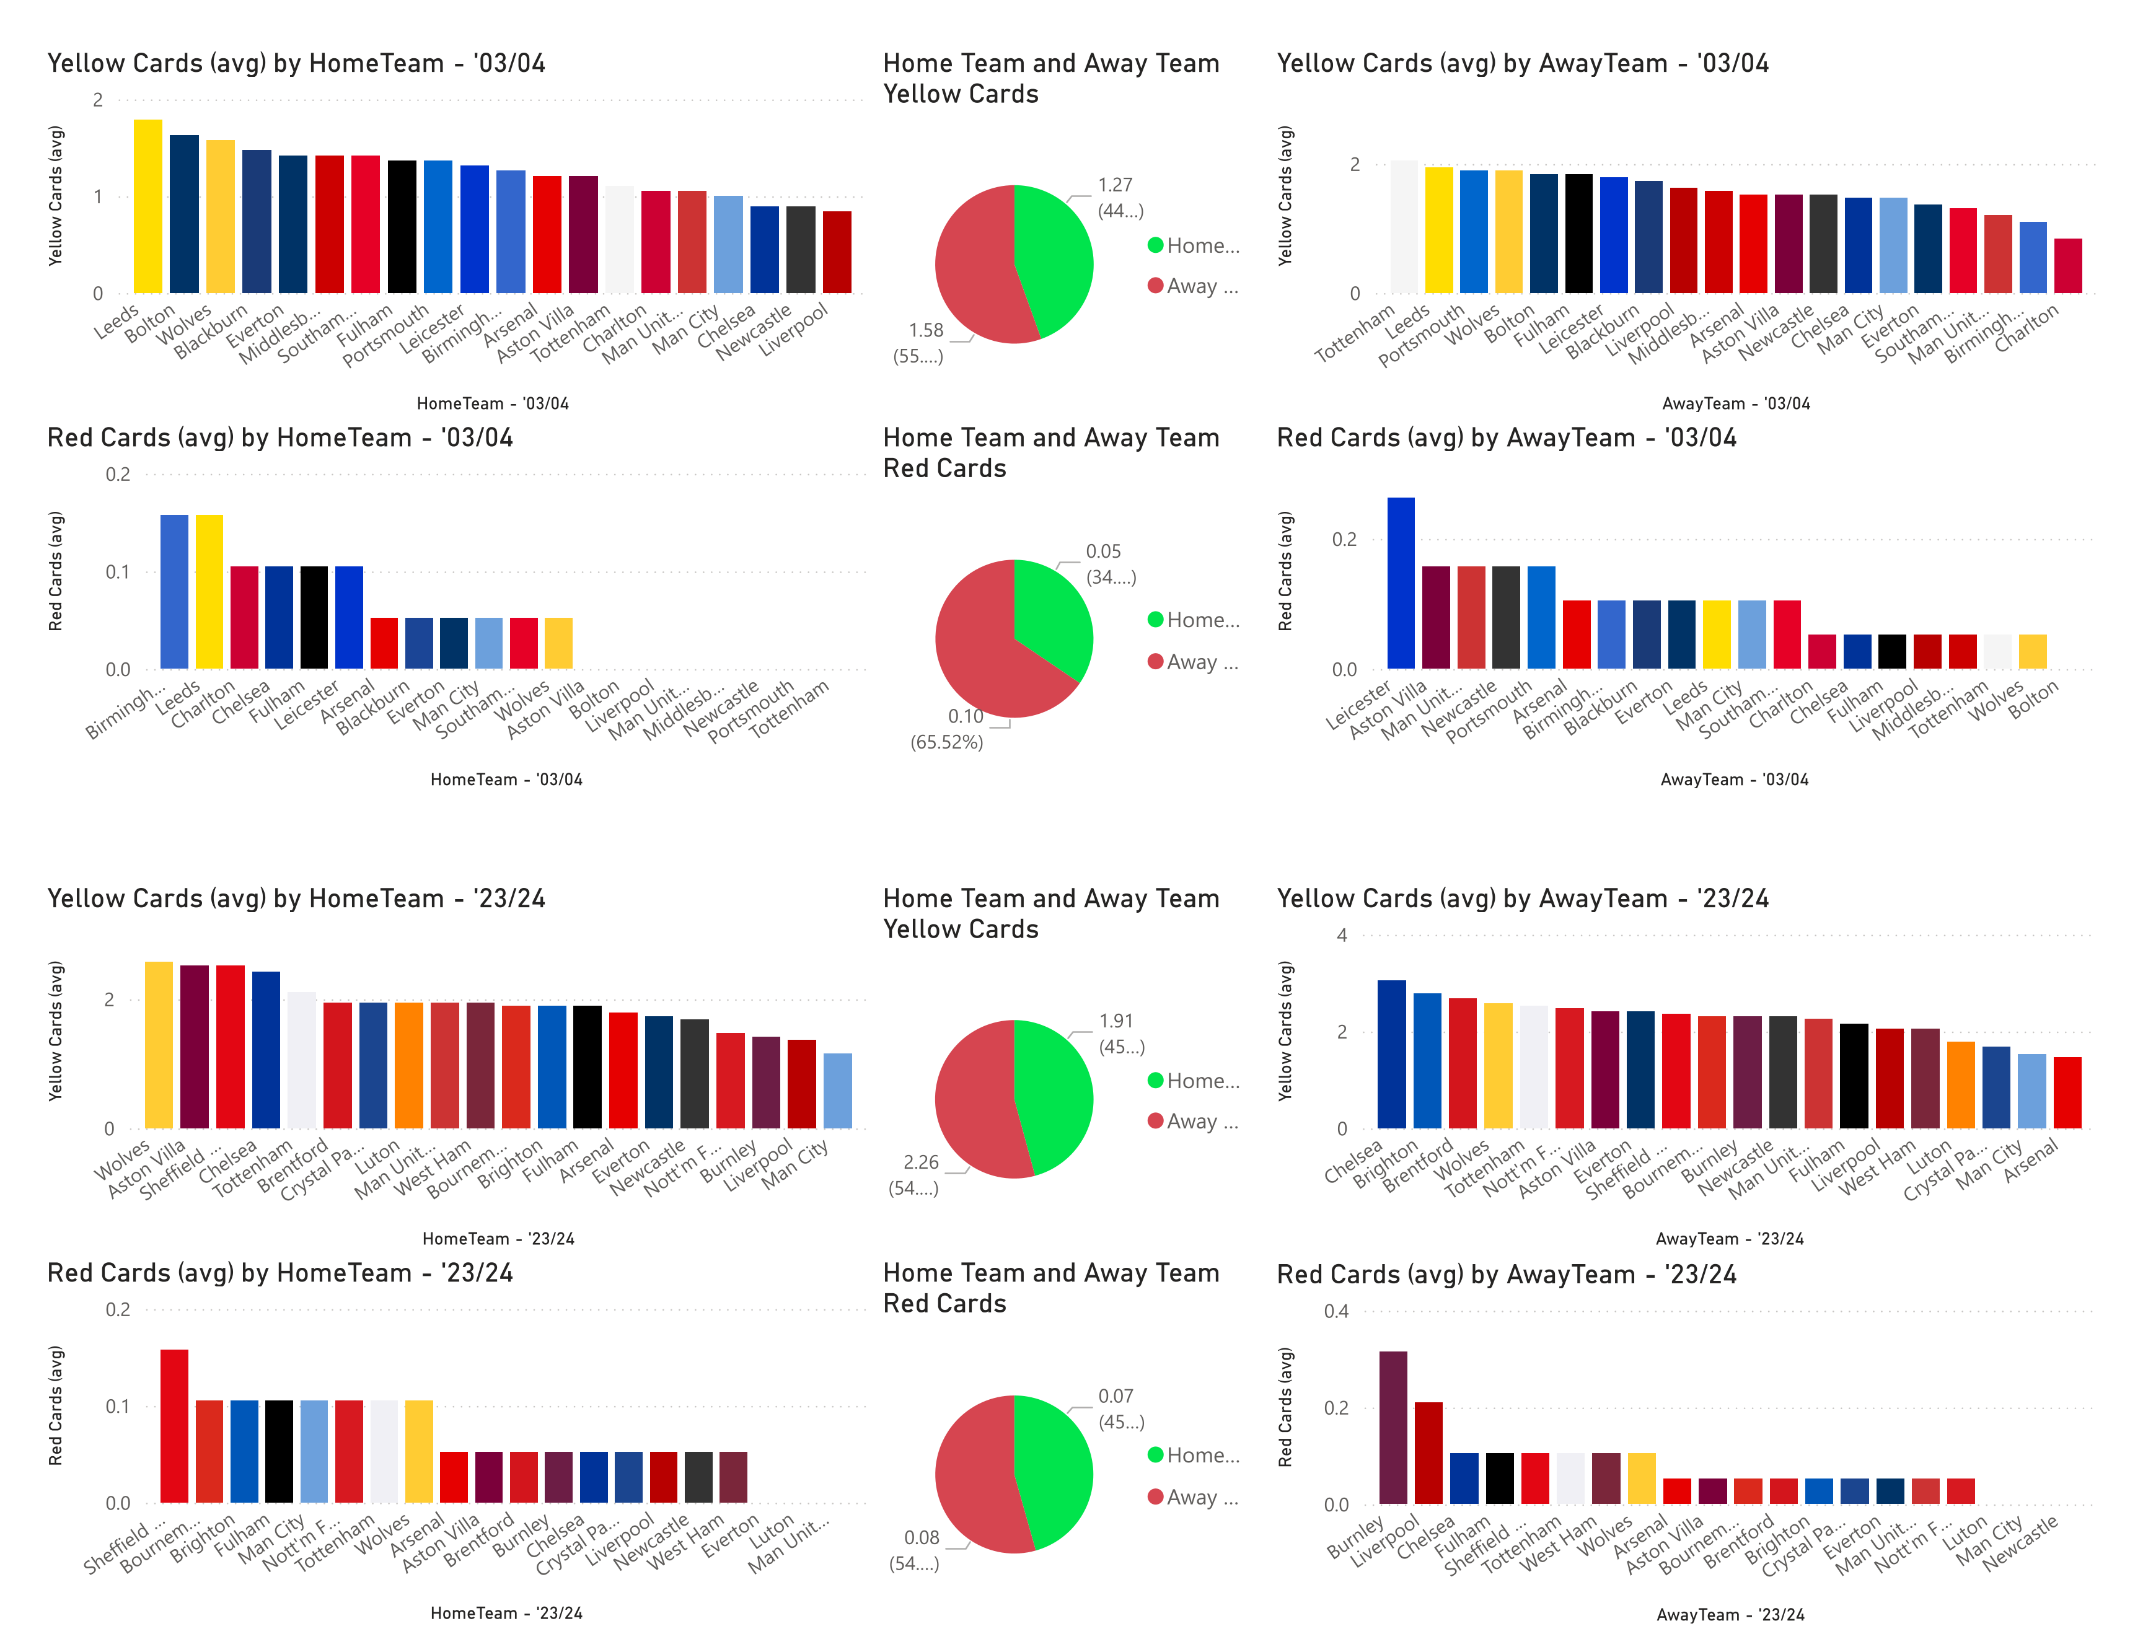 Yellow Cards (avg) by HomeTeam - '03/04
Yellow Cards (avg)
2
1
0
Leeds
Bolton
Wolves
Blackburn
Everton
Middlesb...
Southam...
Fulham
Portsmouth
Leicester
Birmingh...
Arsenal
Aston Villa
Tottenham
Charlton
Man Unit...
Man City
Chelsea
Newcastle
Liverpool
HomeTeam - '03/04
Home Team and Away Team
Yellow Cards
1.27
(44...)
1.58
(55....)
Home...
Away ...
Yellow Cards (avg) by AwayTeam - '03/04
Yellow Cards (avg)
2
0
Tottenham
Leeds
Portsmouth
Wolves
Bolton
Fulham
Leicester
Blackburn
Liverpool
Middlesb...
Arsenal
Aston Villa
Newcastle
Chelsea
Man City
Everton
Southam...
Man Unit...
Birmingh...
Charlton
AwayTeam - '03/04
Red Cards (avg) by HomeTeam - '03/04
Red Cards (avg)
0.2
0.1
0.0
Birmingh...
Leeds
Charlton
Chelsea
Fulham
Leicester
Arsenal
Blackburn
Everton
Man City
Southam...
Wolves
Aston Villa
Bolton
Liverpool
Man Unit...
Middlesb...
Newcastle
Portsmouth
Tottenham
HomeTeam - '03/04
Home Team and Away Team
Red Cards
0.05
(34....)
0.10
(65.52%)
Home...
Away ...
Red Cards (avg) by AwayTeam - '03/04
Red Cards (avg)
0.2
0.0
Leicester
Aston Villa
Man Unit...
Newcastle
Portsmouth
Arsenal
Birmingh...
Blackburn
Everton
Leeds
Man City
Southam...
Charlton
Chelsea
Fulham
Liverpool
Middlesb...
Tottenham
Wolves
Bolton
AwayTeam - '03/04
Yellow Cards (avg) by HomeTeam - '23/24
Yellow Cards (avg)
2
0
Wolves
Aston Villa
Sheffield ...
Chelsea
Tottenham
Brentford
Crystal Pa...
Luton
Man Unit...
West Ham
Bournem...
Brighton
Fulham
Arsenal
Everton
Newcastle
Nott'm F...
Burnley
Liverpool
Man City
HomeTeam - '23/24
Home Team and Away Team
Yellow Cards
1.91
(45...)
2.26
(54....)
Home...
Away ...
Yellow Cards (avg) by AwayTeam - '23/24
Yellow Cards (avg)
4
2
0
Chelsea
Brighton
Brentford
Wolves
Tottenham
Nott'm F...
Aston Villa
Everton
Sheffield ...
Bournem...
Burnley
Newcastle
Man Unit...
Fulham
Liverpool
West Ham
Luton
Crystal Pa...
Man City
Arsenal
AwayTeam - '23/24
Red Cards (avg) by HomeTeam - '23/24
Red Cards (avg)
0.2
0.1
0.0
Sheffield ...
Bournem...
Brighton
Fulham
Man City
Nott'm F...
Tottenham
Wolves
Arsenal
Aston Villa
Brentford
Burnley
Chelsea
Crystal Pa...
Liverpool
Newcastle
West Ham
Everton
Luton
Man Unit...
HomeTeam - '23/24
Home Team and Away Team
Red Cards
0.07
(45...)
0.08
(54....)
Home...
Away ...
Red Cards (avg) by AwayTeam - '23/24
Red Cards (avg)
0.4
0.2
0.0
Burnley
Liverpool
Chelsea
Fulham
Sheffield ...
Tottenham
West Ham
Wolves
Arsenal
Aston Villa
Bournem...
Brentford
Brighton
Crystal Pa...
Everton
Man Unit...
Nott'm F...
Luton
Man City
Newcastle
AwayTeam - '23/24